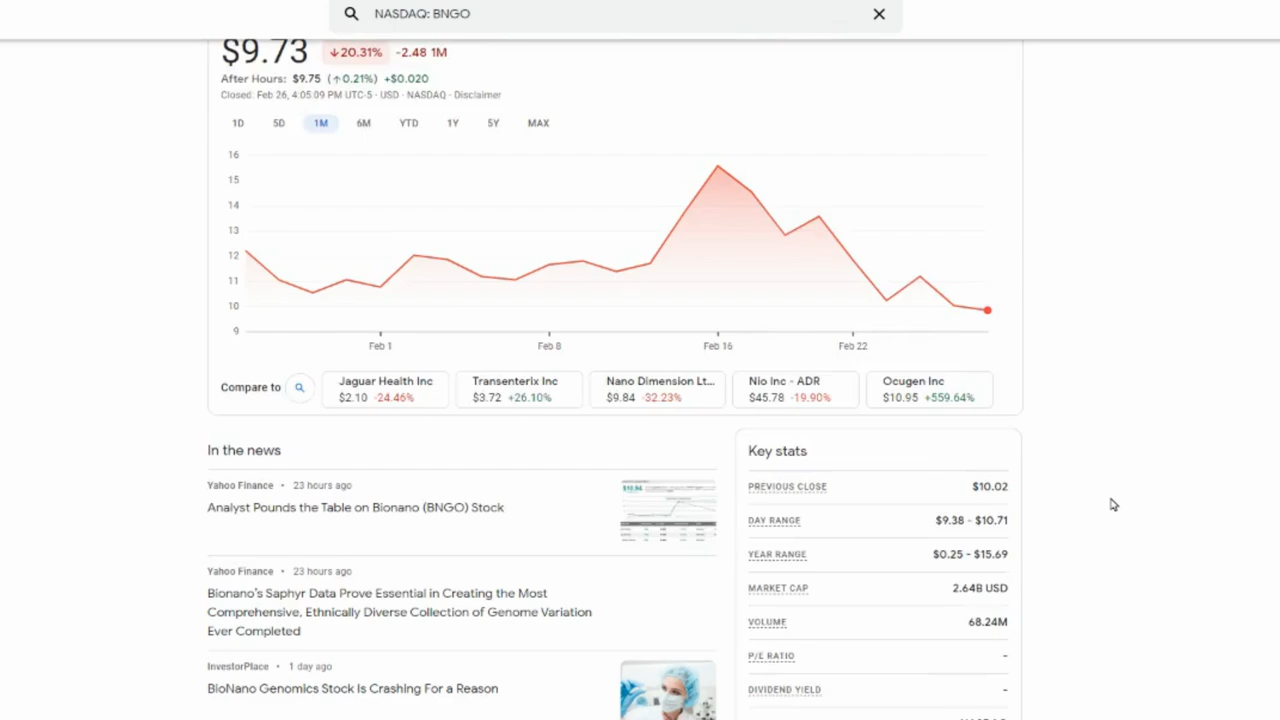 NASDAQ: BNGO
$9.73 ↓20.31% -2.48 1M
After Hours: $9.75 (↑0.21%) +$0.020
Closed: Feb 26, 4:05:09 PM UTC-5 · USD · NASDAQ · Disclaimer
1D 5D 1M 6M YTD 1Y 5Y MAX
16
15
14
13
12
11
10
9
Feb 1 Feb 8 Feb 16 Feb 22
Compare to
Jaguar Health Inc
$2.10 -24.46%
Transenterix Inc
$3.72 +26.10%
Nano Dimension Lt...
$9.84 -32.23%
Nio Inc - ADR
$45.78 -19.90%
Ocugen Inc
$10.95 +559.64%
In the news
Yahoo Finance • 23 hours ago
Analyst Pounds the Table on Bionano (BNGO) Stock
Yahoo Finance • 23 hours ago
Bionano's Saphyr Data Prove Essential in Creating the Most
Comprehensive, Ethnically Diverse Collection of Genome Variation
Ever Completed
InvestorPlace • 1 day ago
BioNano Genomics Stock Is Crashing For a Reason
Key stats
PREVIOUS CLOSE $10.02
DAY RANGE $9.38 - $10.71
YEAR RANGE $0.25 - $15.69
MARKET CAP 2.64B USD
VOLUME 68.24M
P/E RATIO -
DIVIDEND YIELD -